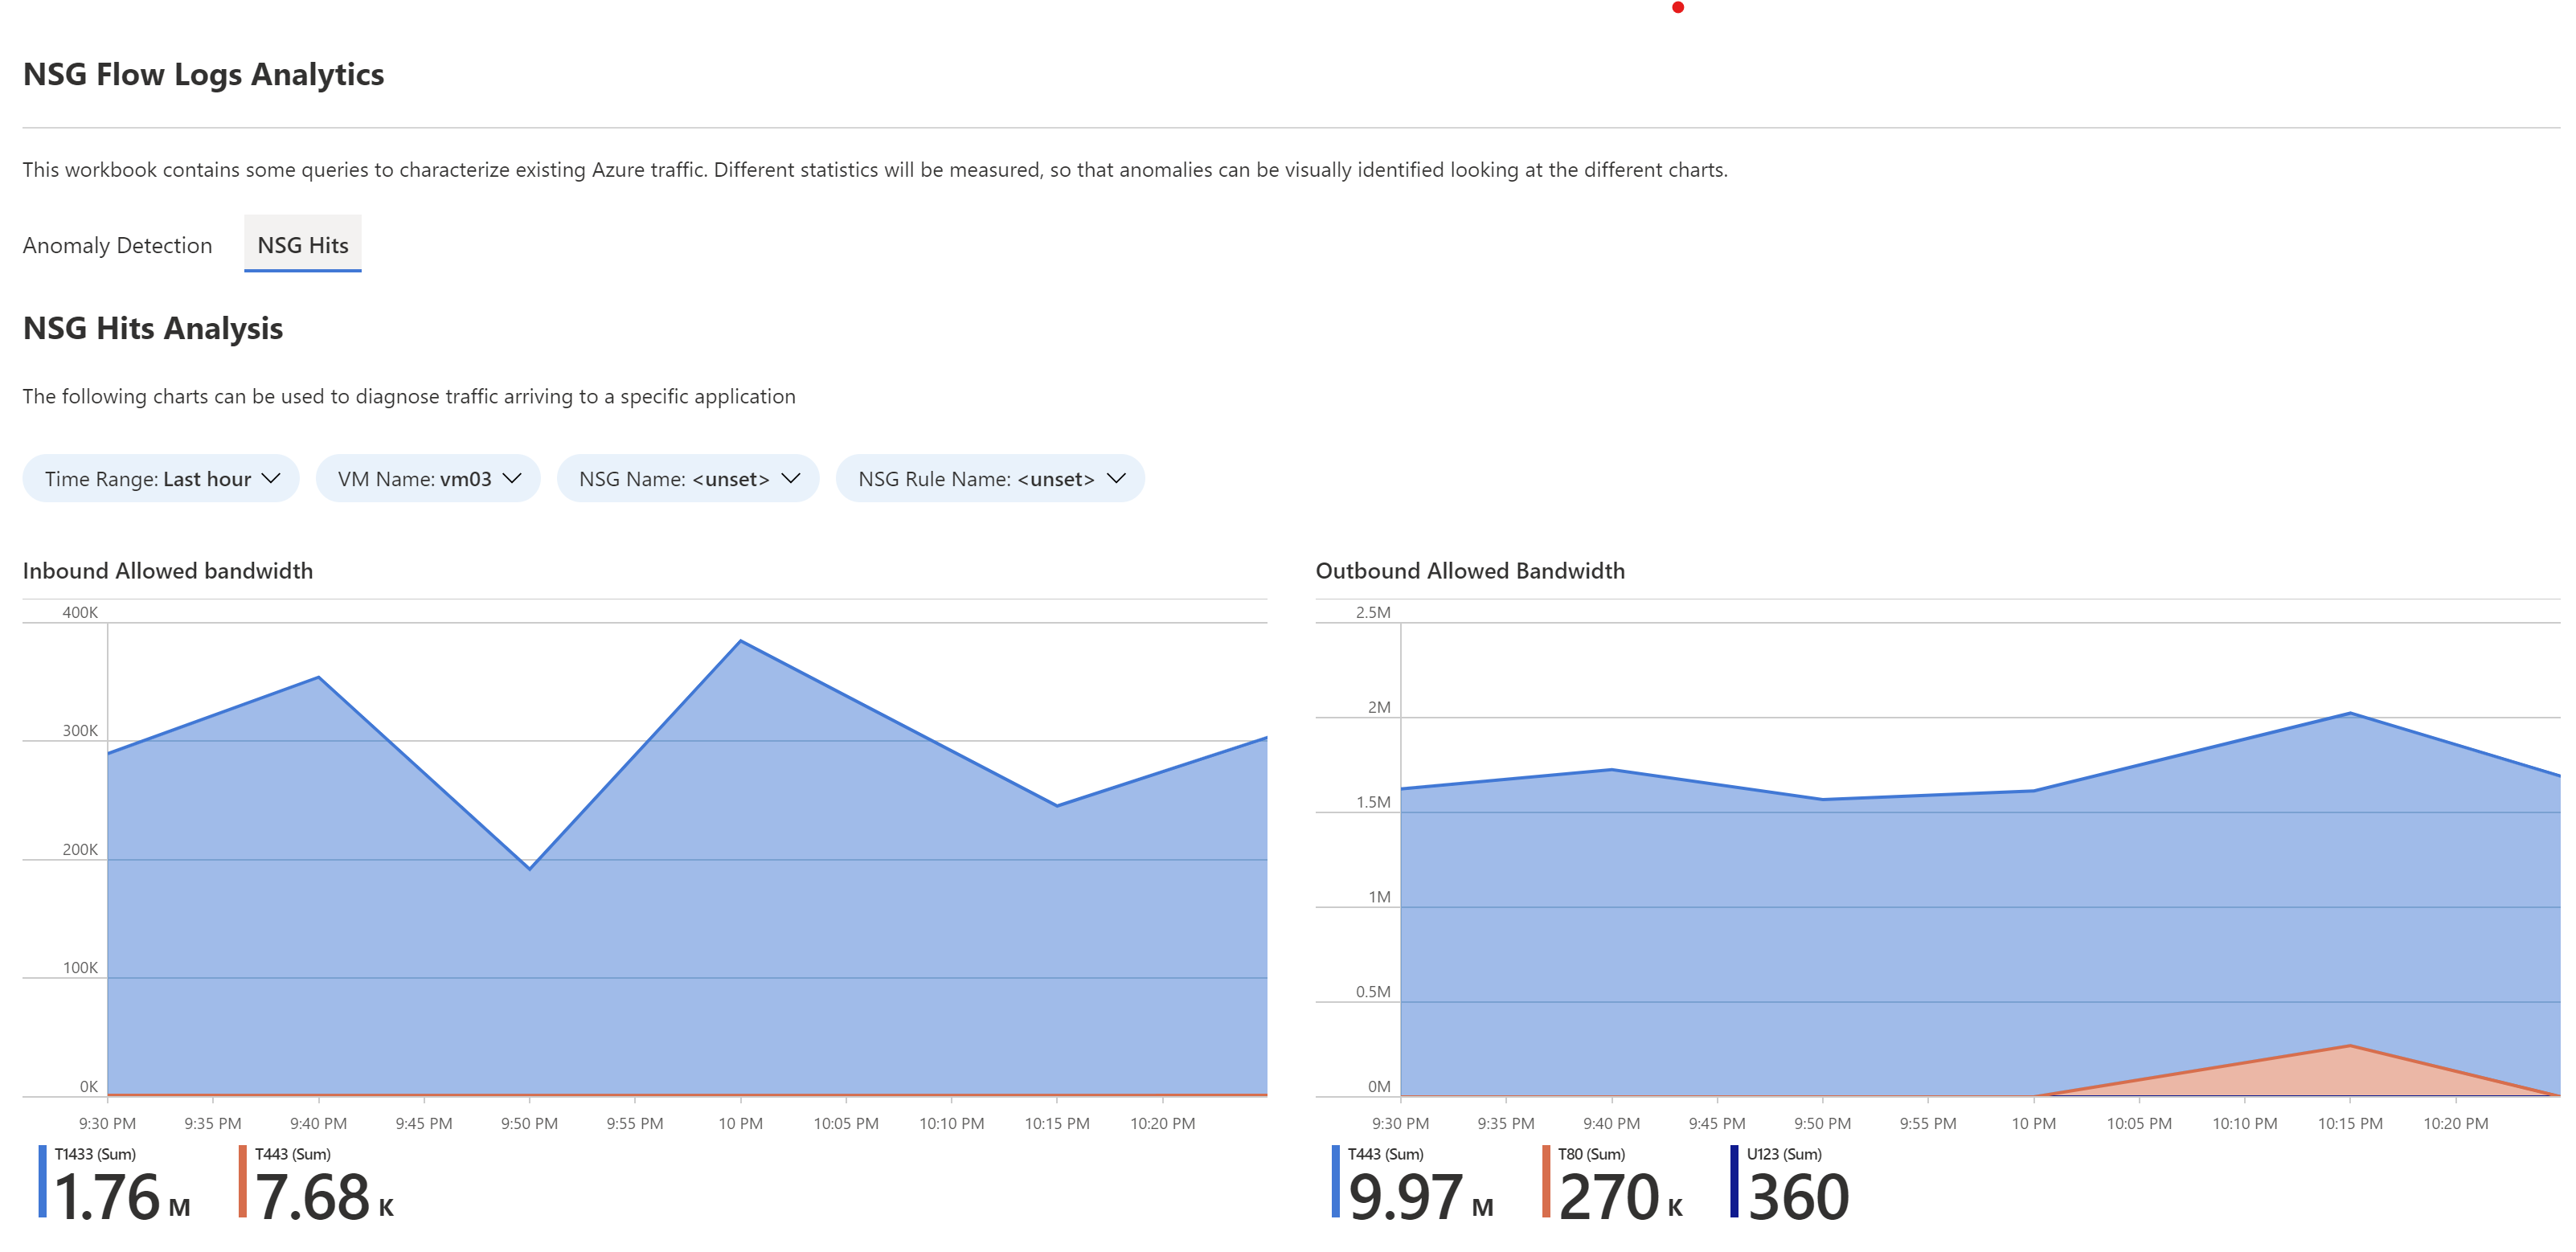 NSG Flow Logs Analytics
This workbook contains some queries to characterize existing Azure traffic. Different statistics will be measured, so that anomalies can be visually identified looking at the different charts.
Anomaly Detection NSG Hits
NSG Hits Analysis
The following charts can be used to diagnose traffic arriving to a specific application
Time Range: Last hour VM Name: vm03 NSG Name: <unset> NSG Rule Name: <unset>
Inbound Allowed bandwidth
400K
300K
200K
100K
0K
9:30 PM 9:35 PM 9:40 PM 9:45 PM 9:50 PM 9:55 PM 10 PM 10:05 PM 10:10 PM 10:15 PM 10:20 PM
T1433 (Sum) T443 (Sum)
1.76 M 7.68 K
Outbound Allowed Bandwidth
2.5M
2M
1.5M
1M
0.5M
0M
9:30 PM 9:35 PM 9:40 PM 9:45 PM 9:50 PM 9:55 PM 10 PM 10:05 PM 10:10 PM 10:15 PM 10:20 PM
T443 (Sum) T80 (Sum) U123 (Sum)
9.97 M 270 K 360